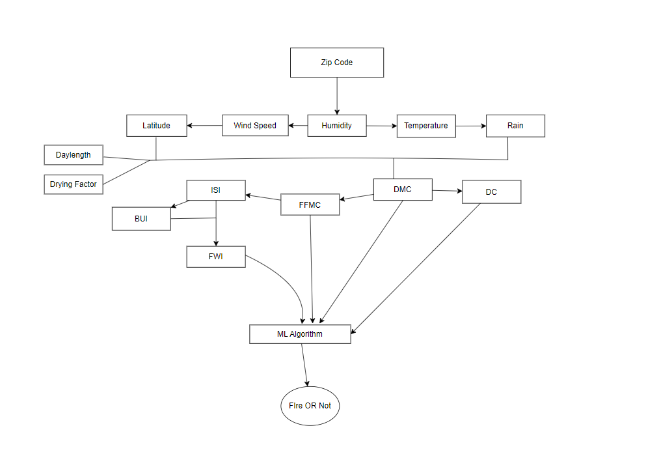 Zip Code
Latitude
Wind Speed
Humidity
Temperature
Rain
Daylength
Drying Factor
ISI
DMC
DC
FFMC
BUI
FWI
ML Algorithm
FIre OR Not